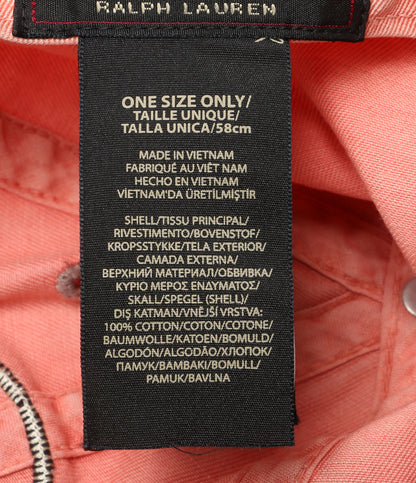 RALPH LAUREN
ONE SIZE ONLY/
TAILLE UNIQUE/
TALLA UNICA/58cm
MADE IN VIETNAM
FABRIQUÉ AU VIÊT NAM
HECHO EN VIETNAM
VİETNAM'DA ÜRETİLMİŞTİR
SHELL/TISSU PRINCIPAL/
RIVESTIMENTO/BOVENSTOF/
KROPSSTYKKE/TELA EXTERIOR/
CAMADA EXTERNA/
ВЕРХНИЙ МАТЕРИАЛ/ОБВИВКА/
ΚΥΡΙΟ ΜΕΡΟΣ ΕΝΔΥΜΑΤΟΣ/
SKALL/SPEGEL (SHELL)/
DIŞ KATMAN/VNĚJŠÍ VRSTVA:
100% COTTON/COTON/COTONE/
BAUMWOLLE/KATOEN/BOMULD/
ALGODÓN/ALGODÃO/ХЛОПОК/
ПАМУК/ΒΑΜΒΑΚΙ/BOMULL/
PAMUK/BAVLNA